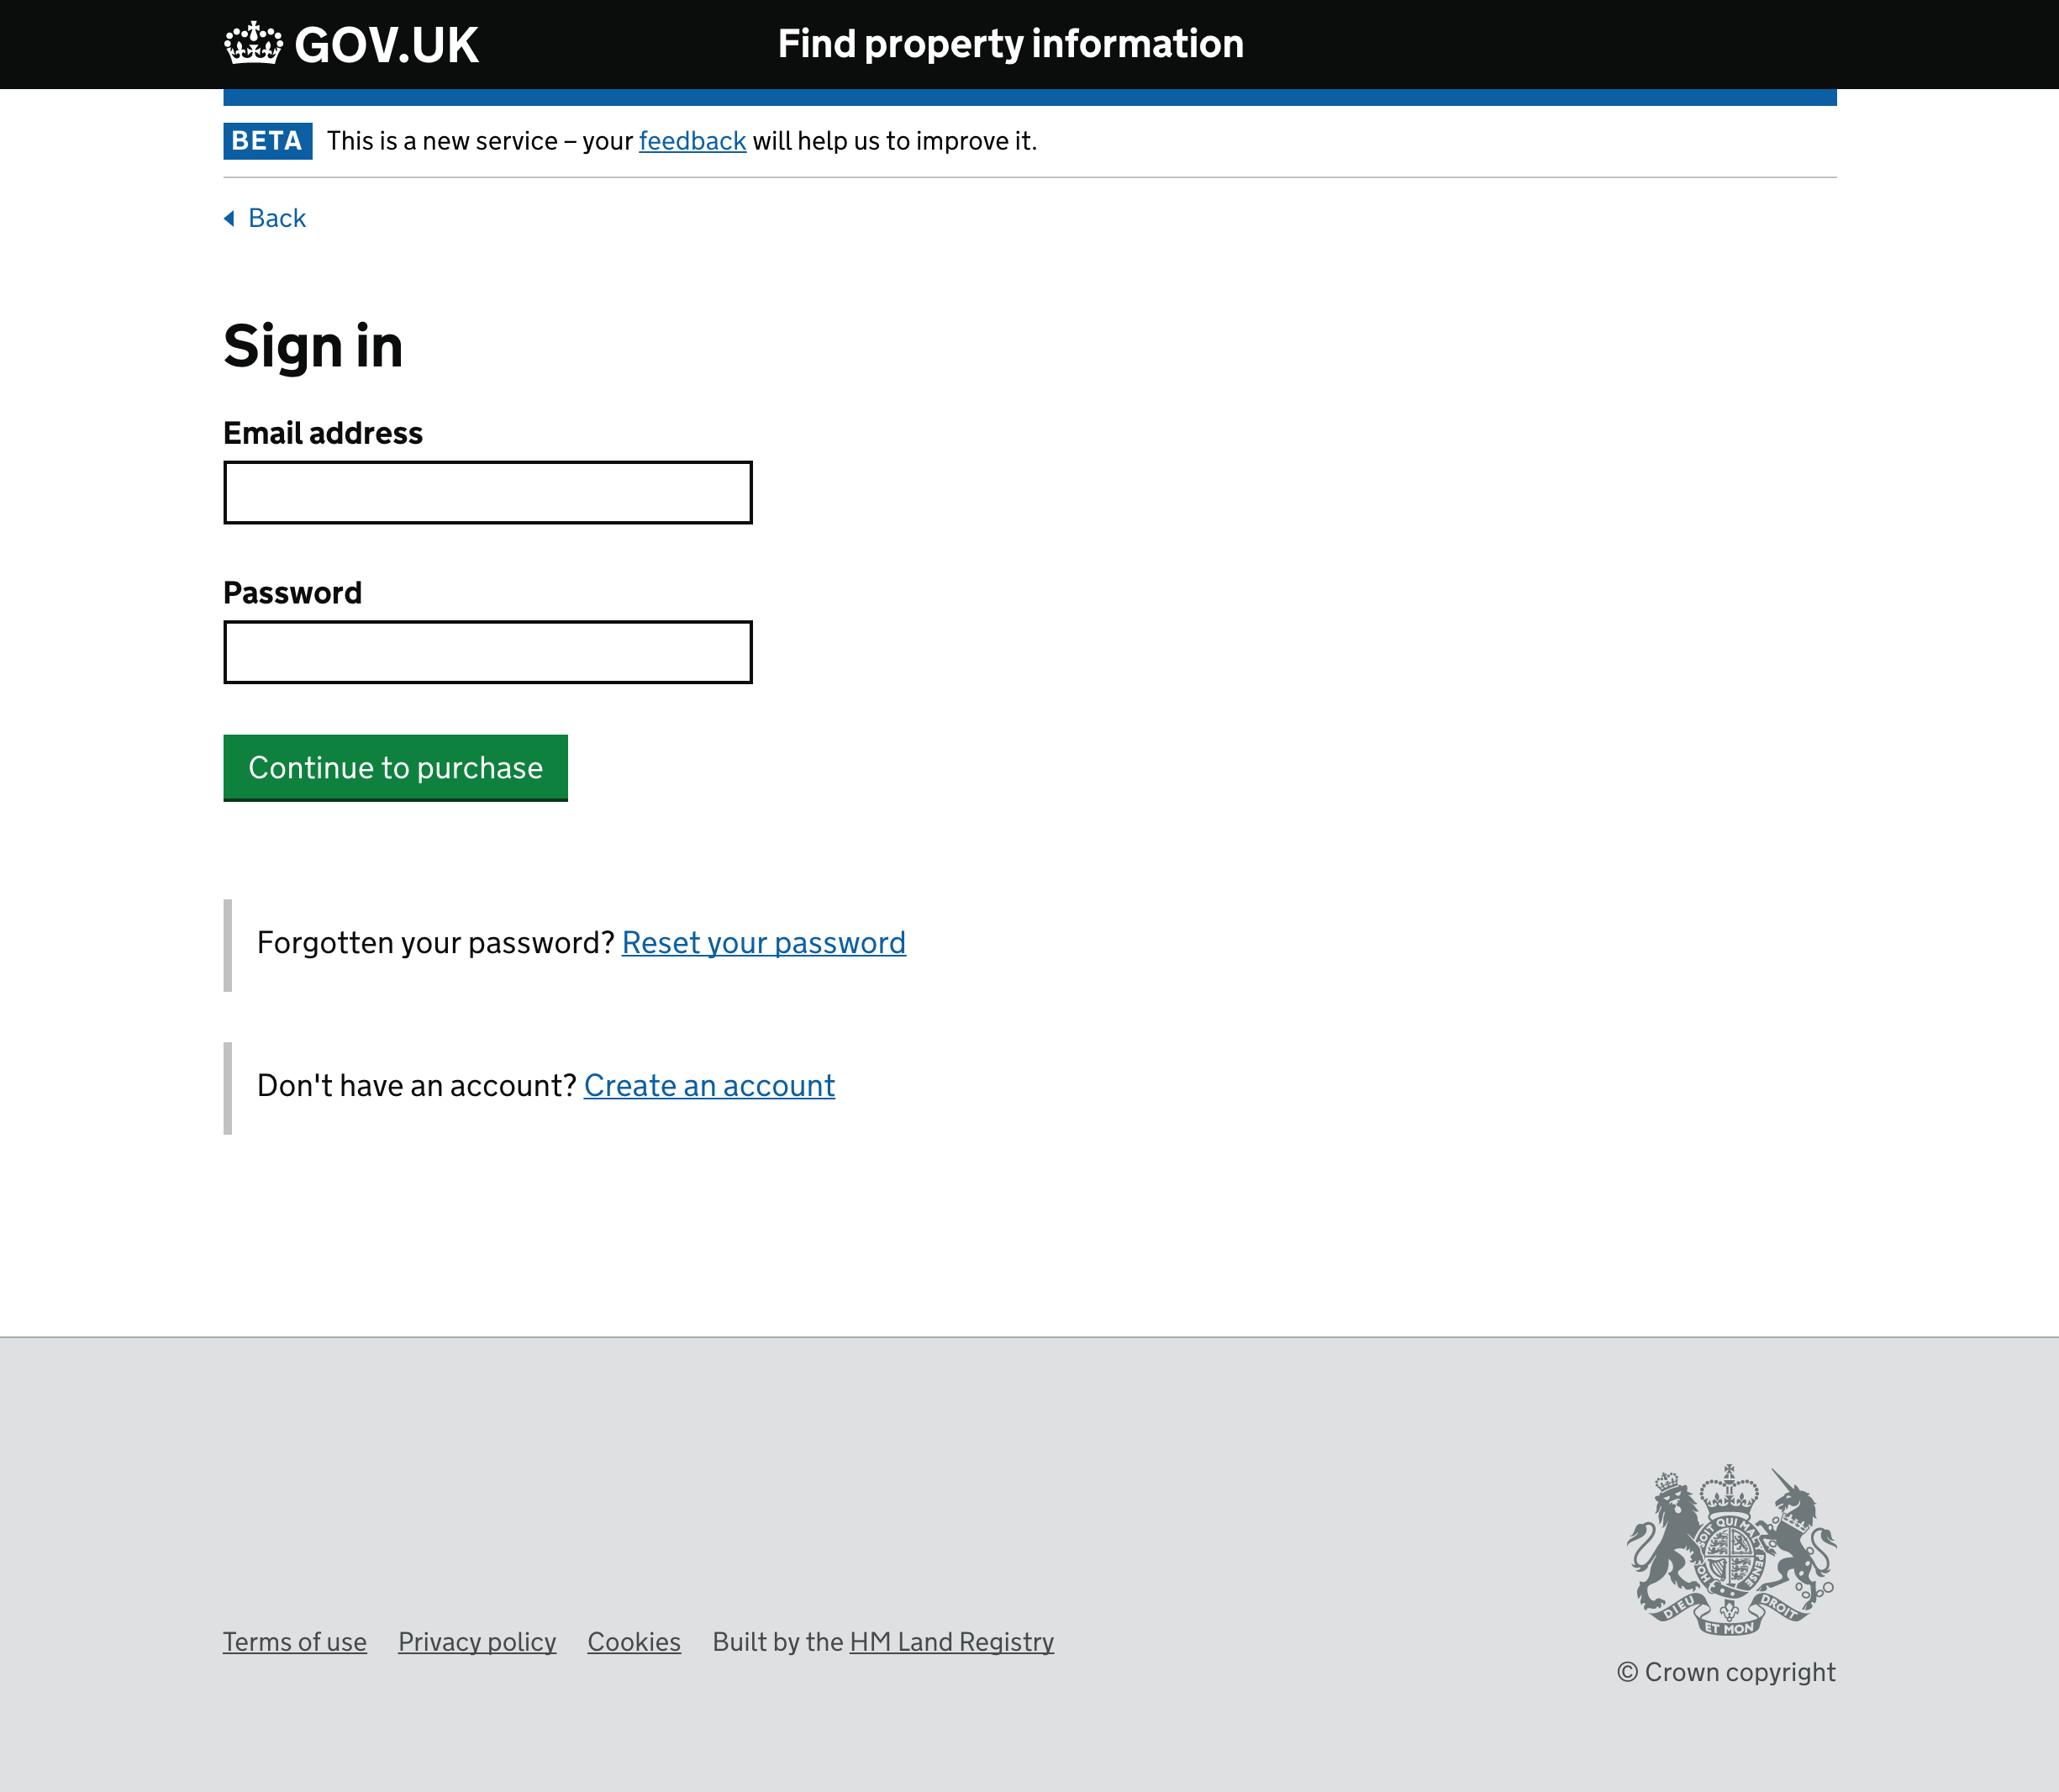 GOV.UK
Find property information
BETA This is a new service – your feedback will help us to improve it.
Back
Sign in
Email address
Password
Continue to purchase
Forgotten your password? Reset your password
Don't have an account? Create an account
DIEU ET MON DROIT
Terms of use Privacy policy Cookies Built by the HM Land Registry
© Crown copyright